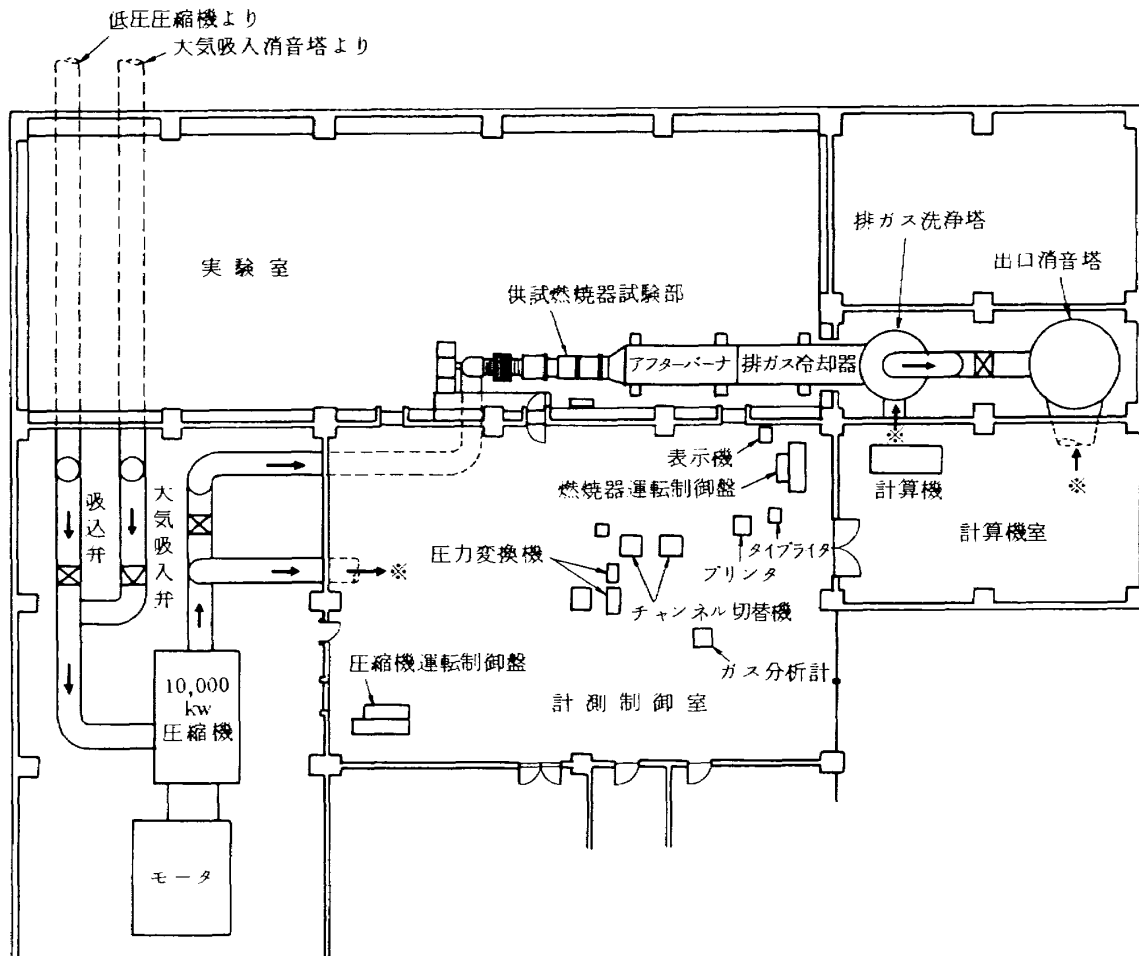 低圧圧縮機より
大気吸入消音塔より
排ガス洗浄塔
出口消音塔
実験室
供試燃焼器試験部
アフターバーナ
排ガス冷却器
※
表示機
燃焼器運転制御盤
計算機
※
吸込弁
大気吸入弁
計算機室
タイプライタ
プリンタ
圧力変換機
※
チャンネル切替機
ガス分析計
圧縮機運転制御盤
10,000
kw
圧縮機
計測制御室
モータ